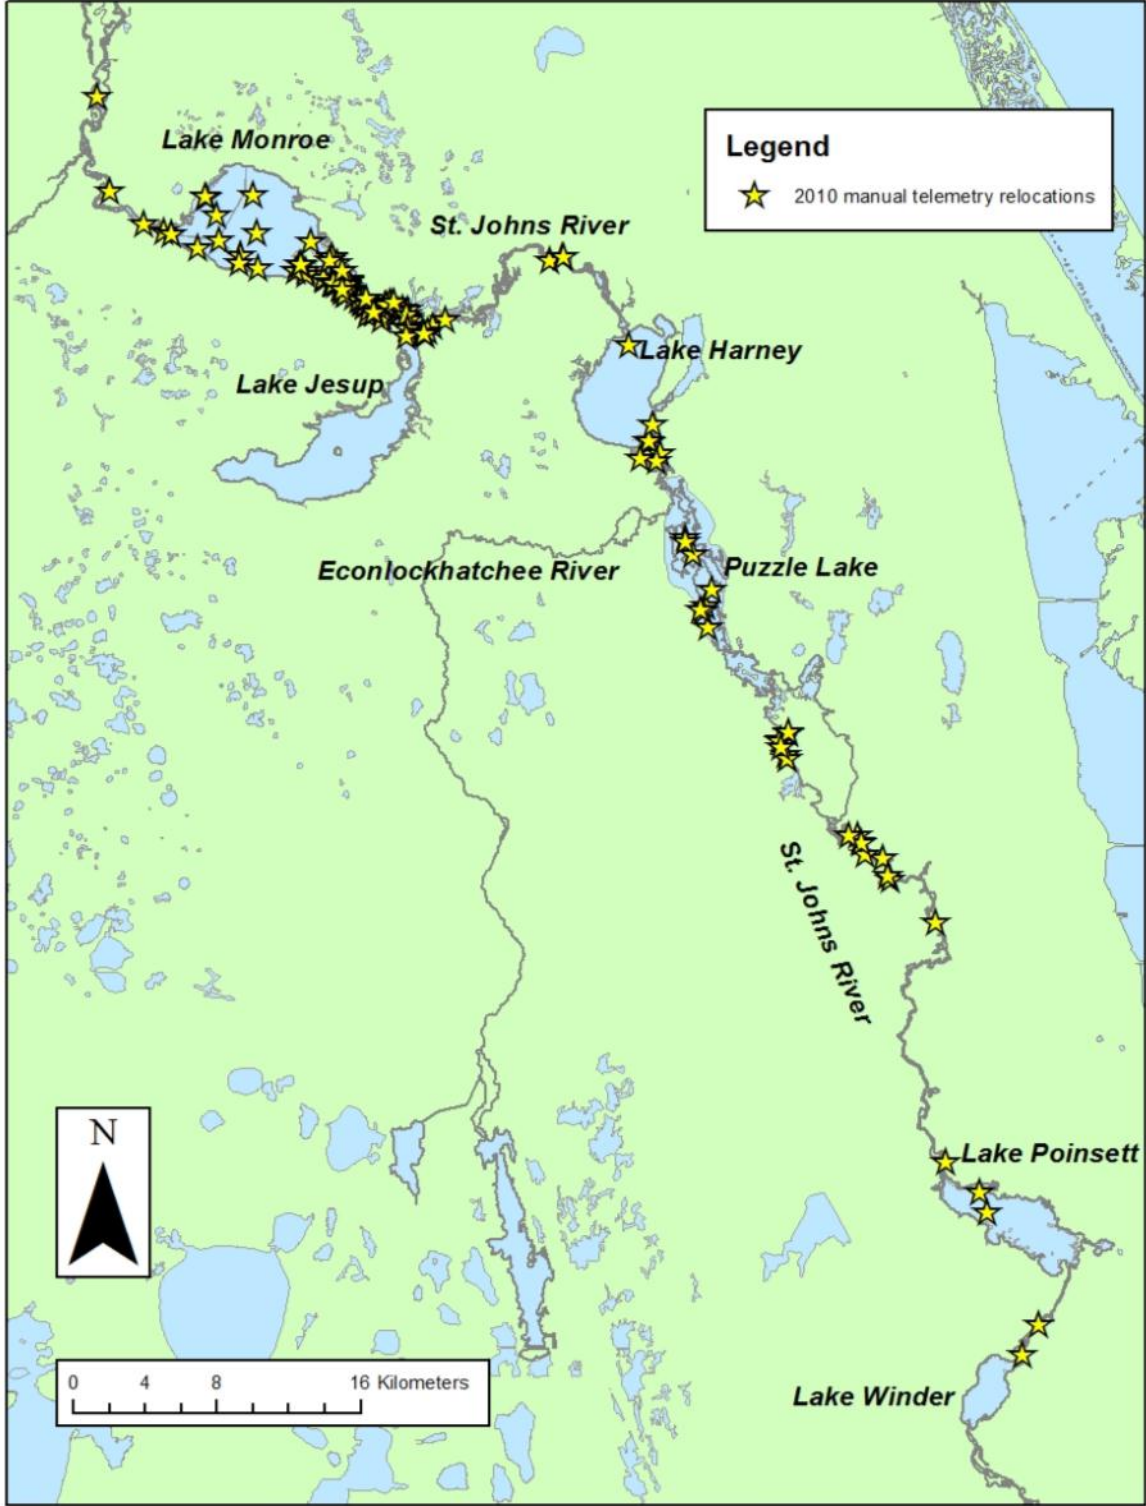 Lake Monroe
Legend
2010 manual telemetry relocations
St. Johns River
Lake Harney
Lake Jesup
Econlockhatchee River
Puzzle Lake
St. Johns River
N
Lake Poinsett
0 4 8 16 Kilometers
Lake Winder